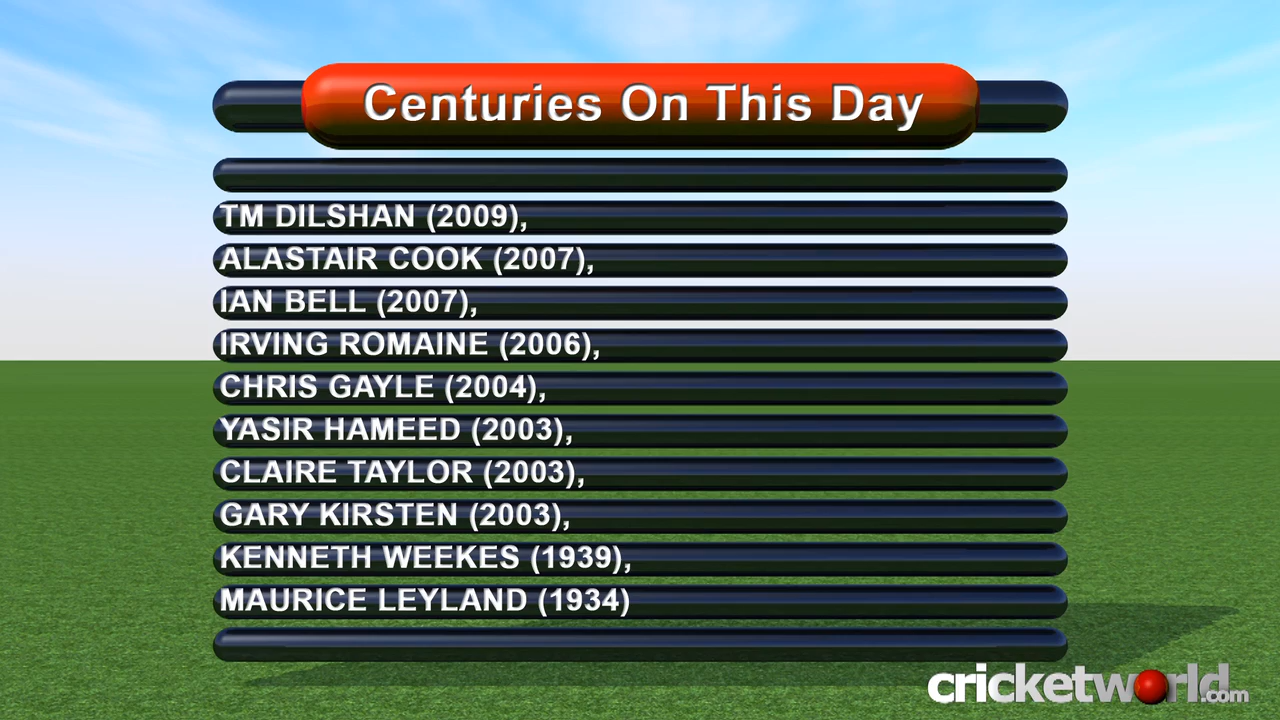 Centuries On This Day
TM DILSHAN (2009),
ALASTAIR COOK (2007),
IAN BELL (2007),
IRVING ROMAINE (2006),
CHRIS GAYLE (2004),
YASIR HAMEED (2003),
CLAIRE TAYLOR (2003),
GARY KIRSTEN (2003),
KENNETH WEEKES (1939),
MAURICE LEYLAND (1934)
cricketworld.com